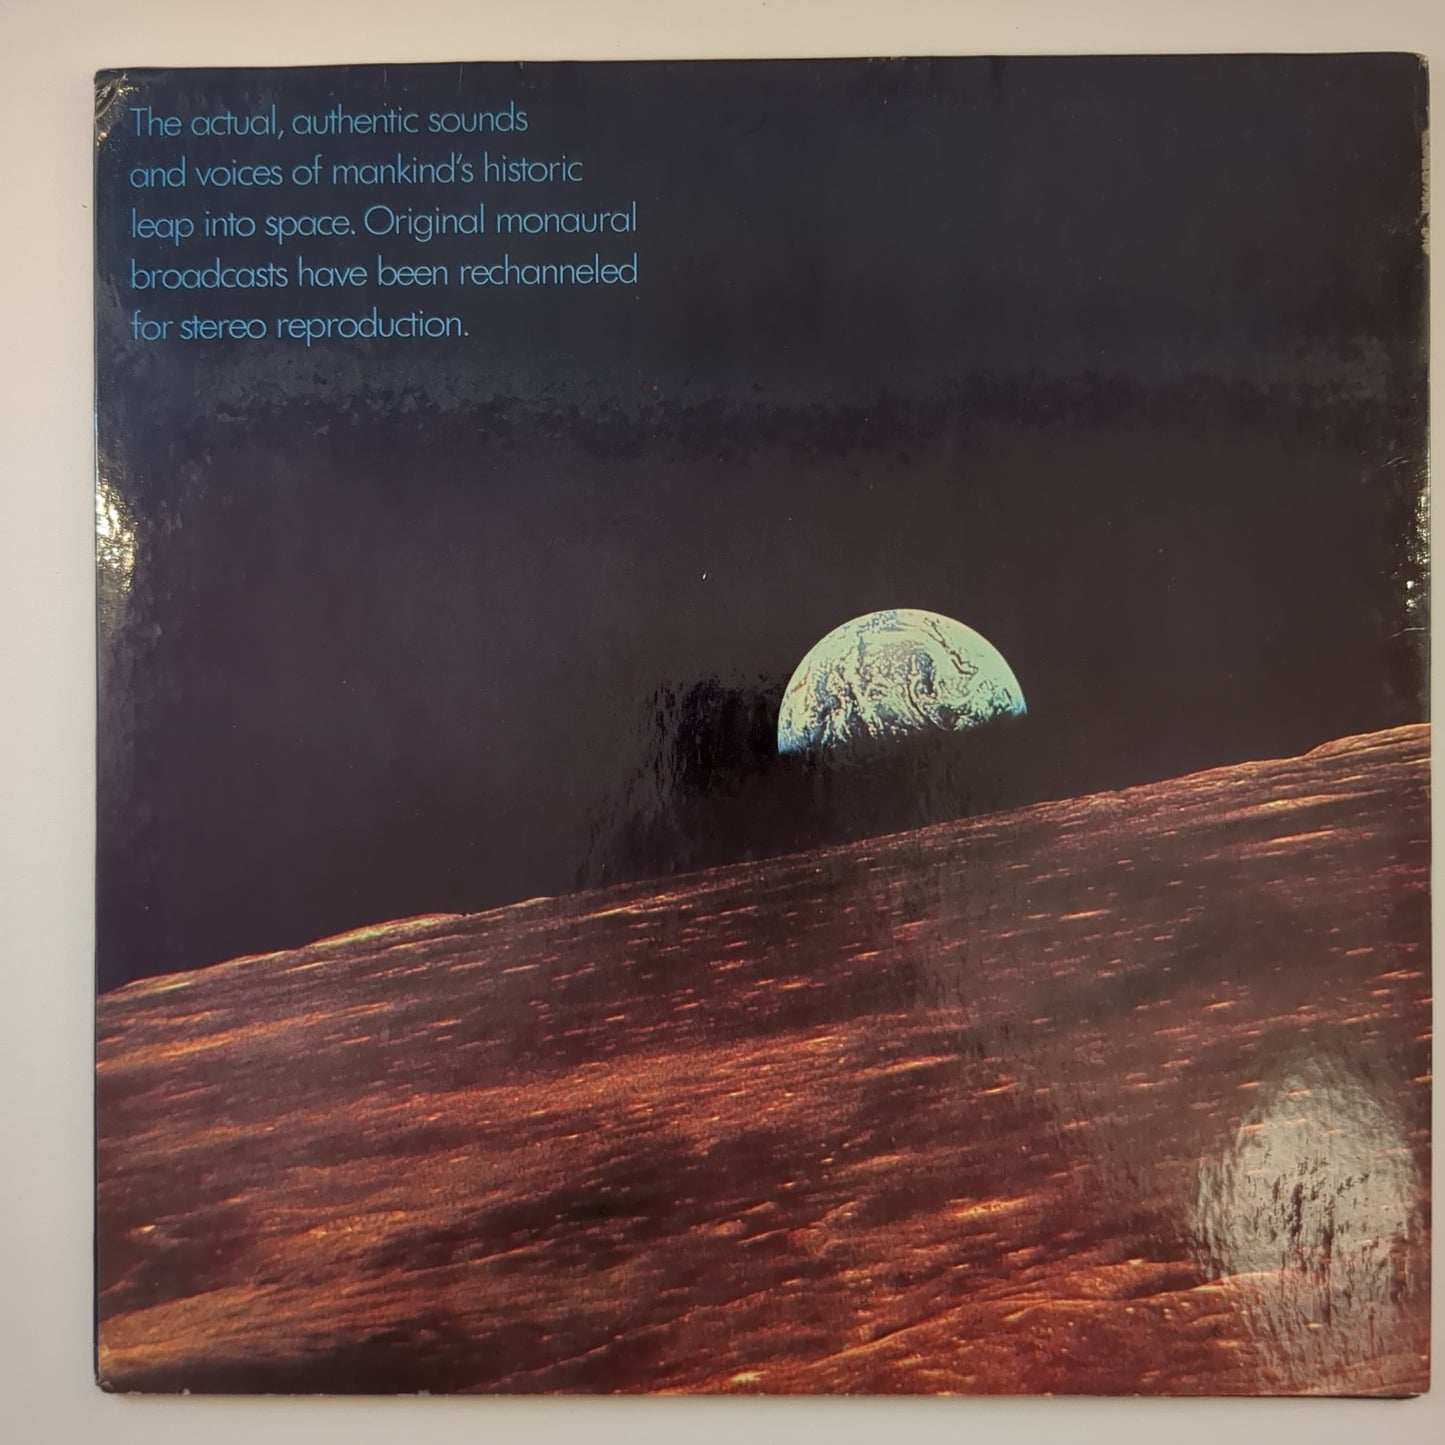 The actual, authentic sounds
and voices of mankind's historic
leap into space. Original monaural
broadcasts have been rechanneled
for stereo reproduction.